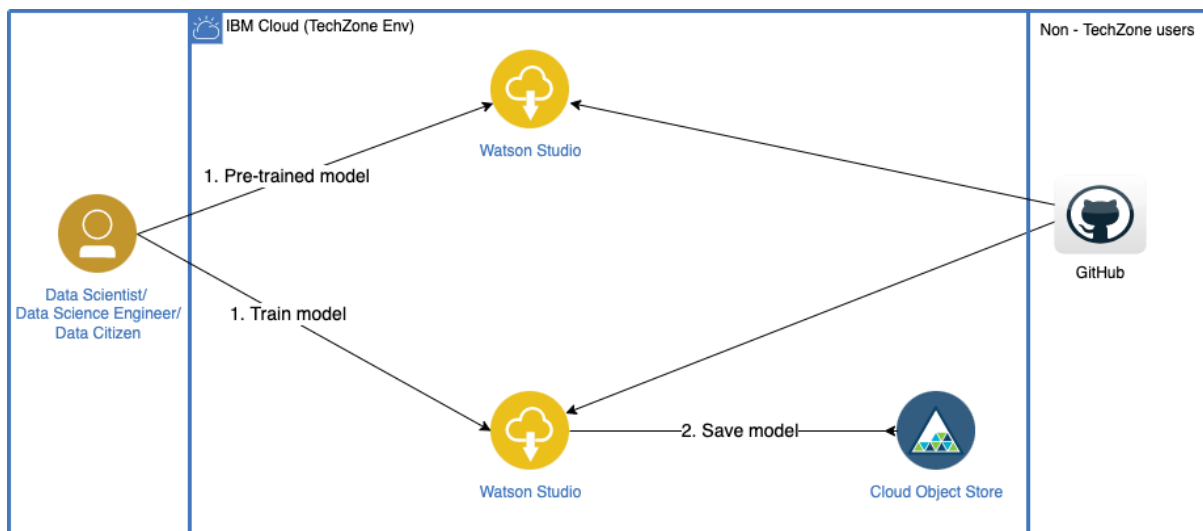 IBM Cloud (TechZone Env)
Non - TechZone users
Watson Studio
1. Pre-trained model
GitHub
Data Scientist/
Data Science Engineer/
Data Citizen
1. Train model
2. Save model
Watson Studio
Cloud Object Store